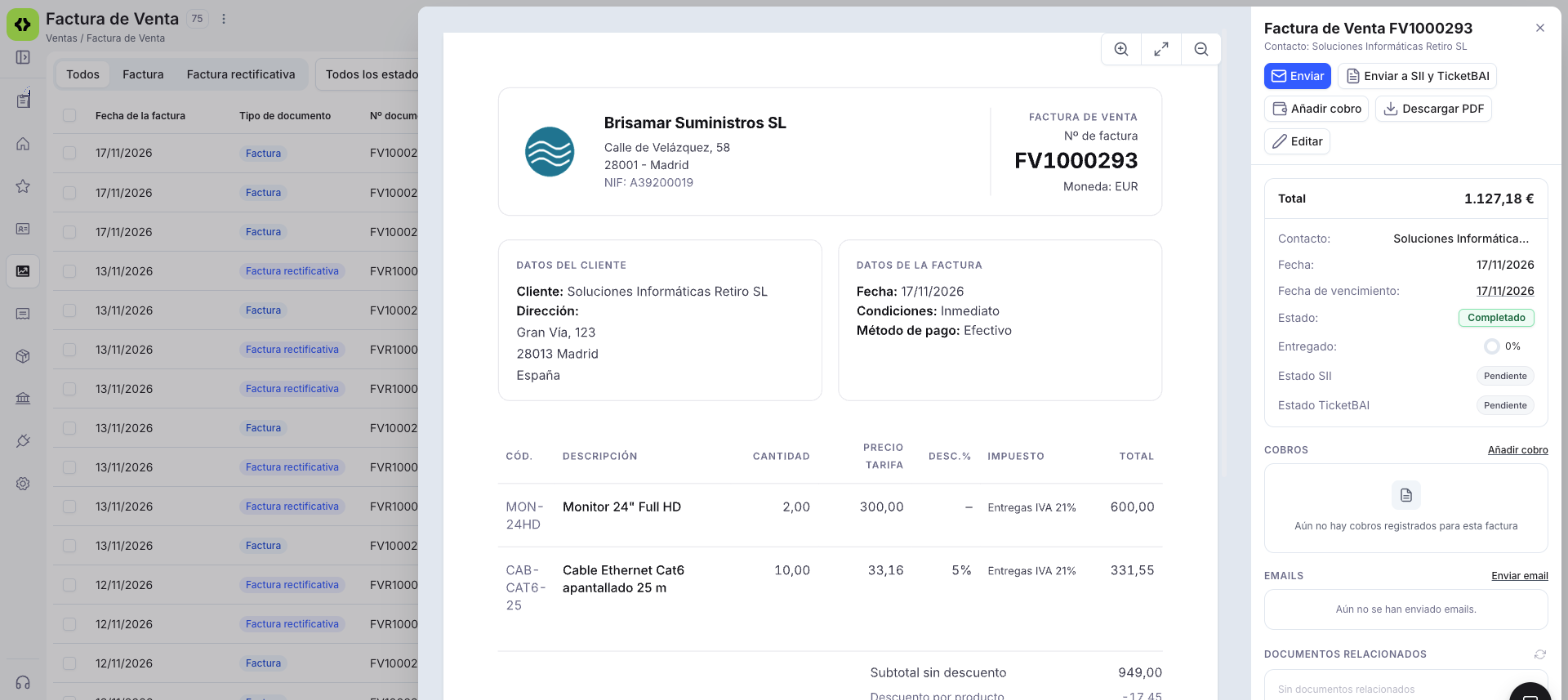 Factura de Venta 75
Ventas / Factura de Venta
Todos Factura Factura rectificativa Todos los estado
Fecha de la factura Tipo de documento Nº docum
17/11/2026 Factura FV10002
17/11/2026 Factura FV10002
17/11/2026 Factura FV10002
13/11/2026 Factura rectificativa FVR1000
13/11/2026 Factura FV10002
13/11/2026 Factura rectificativa FVR1000
13/11/2026 Factura rectificativa FVR1000
13/11/2026 Factura FV10002
13/11/2026 Factura rectificativa FVR1000
13/11/2026 Factura rectificativa FVR1000
13/11/2026 Factura FV10002
12/11/2026 Factura rectificativa FVR1000
12/11/2026 Factura rectificativa FVR1000
12/11/2026 Factura FV10002
Brisamar Suministros SL
Calle de Velázquez, 58
28001 - Madrid
NIF: A39200019
FACTURA DE VENTA
Nº de factura
FV1000293
Moneda: EUR
DATOS DEL CLIENTE
Cliente: Soluciones Informáticas Retiro SL
Dirección:
Gran Vía, 123
28013 Madrid
España
DATOS DE LA FACTURA
Fecha: 17/11/2026
Condiciones: Inmediato
Método de pago: Efectivo
CÓD. DESCRIPCIÓN CANTIDAD PRECIO TARIFA DESC.% IMPUESTO TOTAL
MON-24HD Monitor 24" Full HD 2,00 300,00 – Entregas IVA 21% 600,00
CAB-CAT6-25 Cable Ethernet Cat6 apantallado 25 m 10,00 33,16 5% Entregas IVA 21% 331,55
Subtotal sin descuento 949,00
Descuento por producto -17,45
Factura de Venta FV1000293
Contacto: Soluciones Informáticas Retiro SL
Enviar Enviar a SII y TicketBAI
Añadir cobro Descargar PDF
Editar
Total 1.127,18 €
Contacto: Soluciones Informática...
Fecha: 17/11/2026
Fecha de vencimiento: 17/11/2026
Estado: Completado
Entregado: 0%
Estado SII Pendiente
Estado TicketBAI Pendiente
COBROS Añadir cobro
Aún no hay cobros registrados para esta factura
EMAILS Enviar email
Aún no se han enviado emails.
DOCUMENTOS RELACIONADOS
Sin documentos relacionados